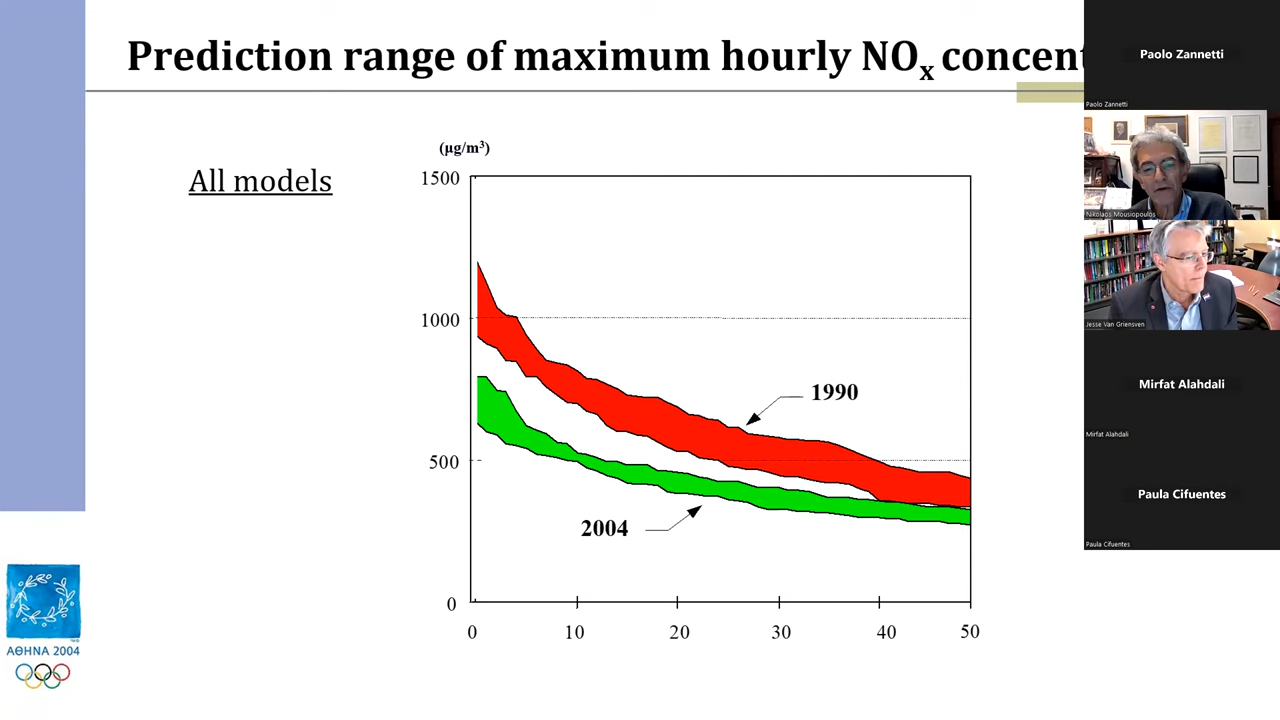 Prediction range of maximum hourly NOx concent
All models
(µg/m³)
1500
1000
500
0
0 10 20 30 40 50
1990
2004
ΑΘΗΝΑ 2004
Paolo Zannetti
Paolo Zannetti
Nikolaos Mousiopoulos
Jesse Van Griensven
Mirfat Alahdali
Mirfat Alahdali
Paula Cifuentes
Paula Cifuentes